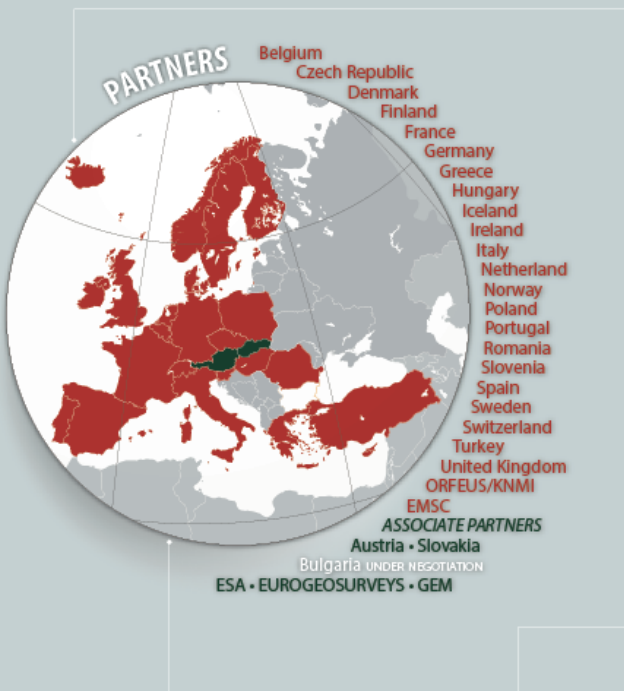 PARTNERS
Belgium
Czech Republic
Denmark
Finland
France
Germany
Greece
Hungary
Iceland
Ireland
Italy
Netherland
Norway
Poland
Portugal
Romania
Slovenia
Spain
Sweden
Switzerland
Turkey
United Kingdom
ORFEUS/KNMI
EMSC
ASSOCIATE PARTNERS
Austria • Slovakia
Bulgaria UNDER NEGOTIATION
ESA • EUROGEOSURVEYS • GEM